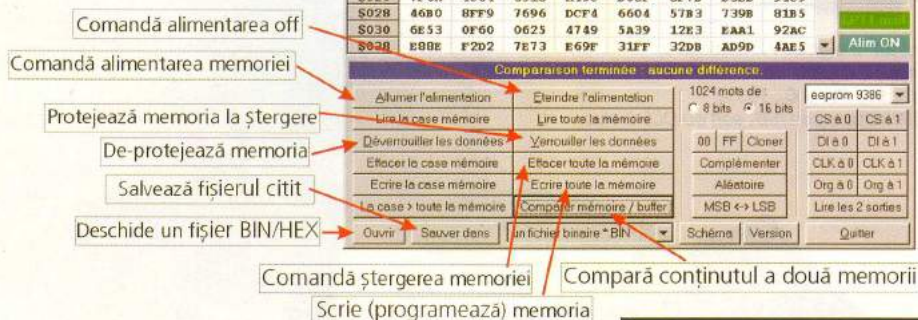 Comandă alimentarea off
Comandă alimentarea memoriei
Protejează memoria la ștergere
De-protejează memoria
Salvează fișierul citit
Deschide un fișier BIN/HEX
$028 46B0 8FF9 7696 DCF4 6604 57B3 739B 81B5
$030 6E53 0F60 0625 4749 5A39 12E3 EAA1 92AC
$038 E88E F2D2 7E73 E69F 31FF 32DB AD9D 4AE5
Alim ON
Comparaison terminée : aucune différence.
Allumer l'alimentation Eteindre l'alimentation 1024 mots de : eeprom 9386
Lire la case mémoire Lire toute la mémoire 8 bits 16 bits CS à 0 CS à 1
Déverrouiller les données Verrouiller les données 00 FF Cloner DI à 0 DI à 1
Effacer la case mémoire Effacer toute la mémoire Complémenter CLK à 0 CLK à 1
Ecrire la case mémoire Ecrire toute la mémoire Aléatoire Org à 0 Org à 1
La case > toute la mémoire Comparer mémoire / buffer MSB <-> LSB Lire les 2 sorties
Ouvrir Sauver dans un fichier binaire *.BIN Schéma Version Quitter
Comandă ștergerea memoriei Compară conținutul a două memorii
Scrie (programează) memoria